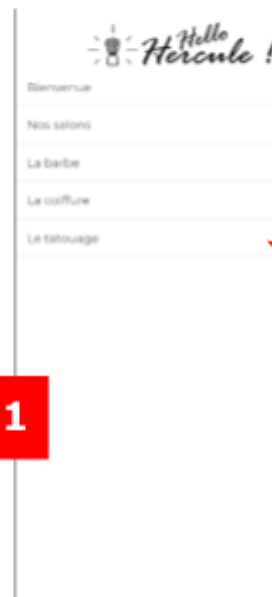 Hello
Hercule !
Bienvenue
Nos salons
La barbe
La coiffure
Le tatouage
1